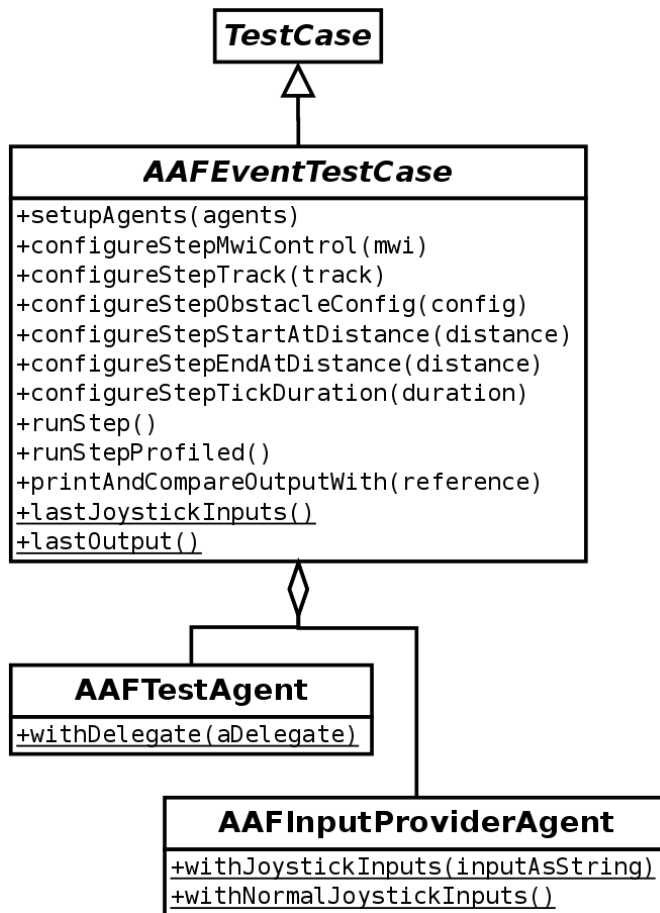 TestCase
AAFEventTestCase
+setupAgents(agents)
+configureStepMwiControl(mwi)
+configureStepTrack(track)
+configureStepObstacleConfig(config)
+configureStepStartAtDistance(distance)
+configureStepEndAtDistance(distance)
+configureStepTickDuration(duration)
+runStep()
+runStepProfiled()
+printAndCompareOutputWith(reference)
+lastJoystickInputs()
+lastOutput()
AAFTestAgent
+withDelegate(aDelegate)
AAFInputProviderAgent
+withJoystickInputs(inputAsString)
+withNormalJoystickInputs()